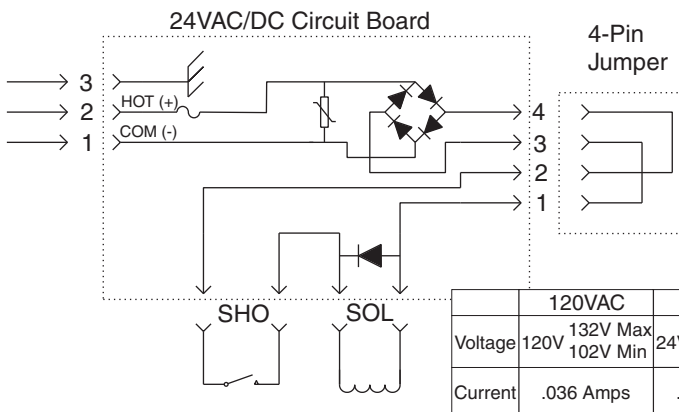 24VAC/DC Circuit Board
4-Pin
Jumper
3
2 HOT (+)
1 COM (-)
4
3
2
1
SHO
SOL
120VAC
Voltage 120V 132V Max
102V Min
Current .036 Amps